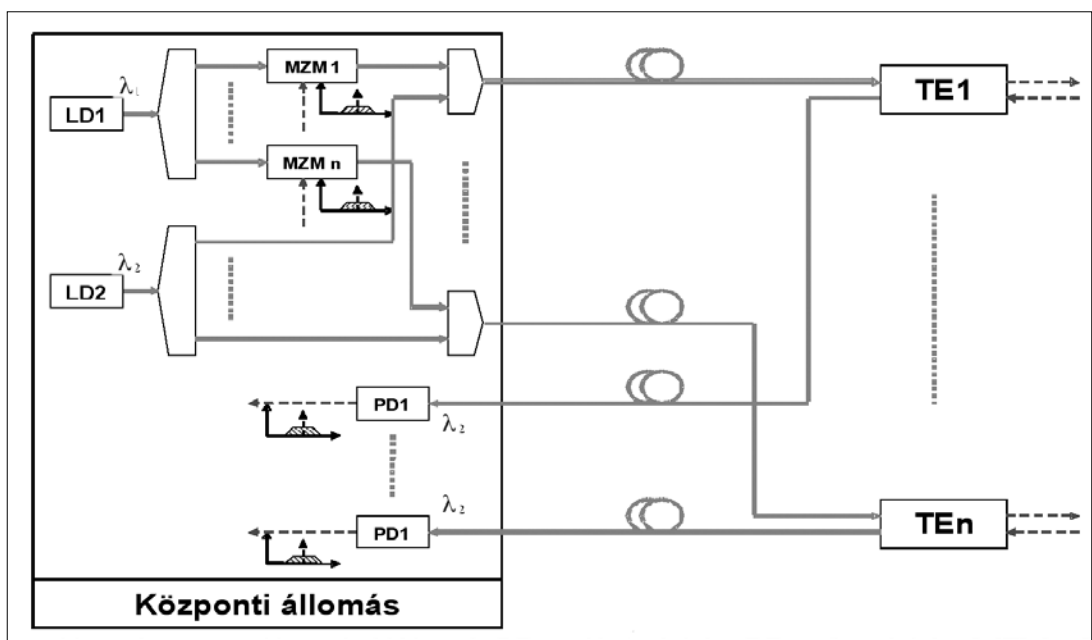 MZM 1
λ1
LD1
TE1
MZM n
λ2
LD2
PD1
λ2
λ2
PD1
TEn
Központi állomás